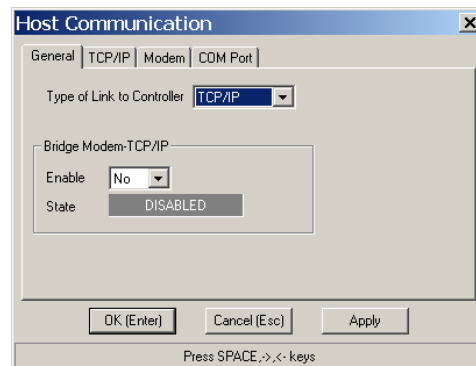 Host Communication
General TCP/IP Modem COM Port
Type of Link to Controller TCP/IP
Bridge Modem-TCP/IP
Enable No
State DISABLED
OK (Enter) Cancel (Esc) Apply
Press SPACE,->,<- keys